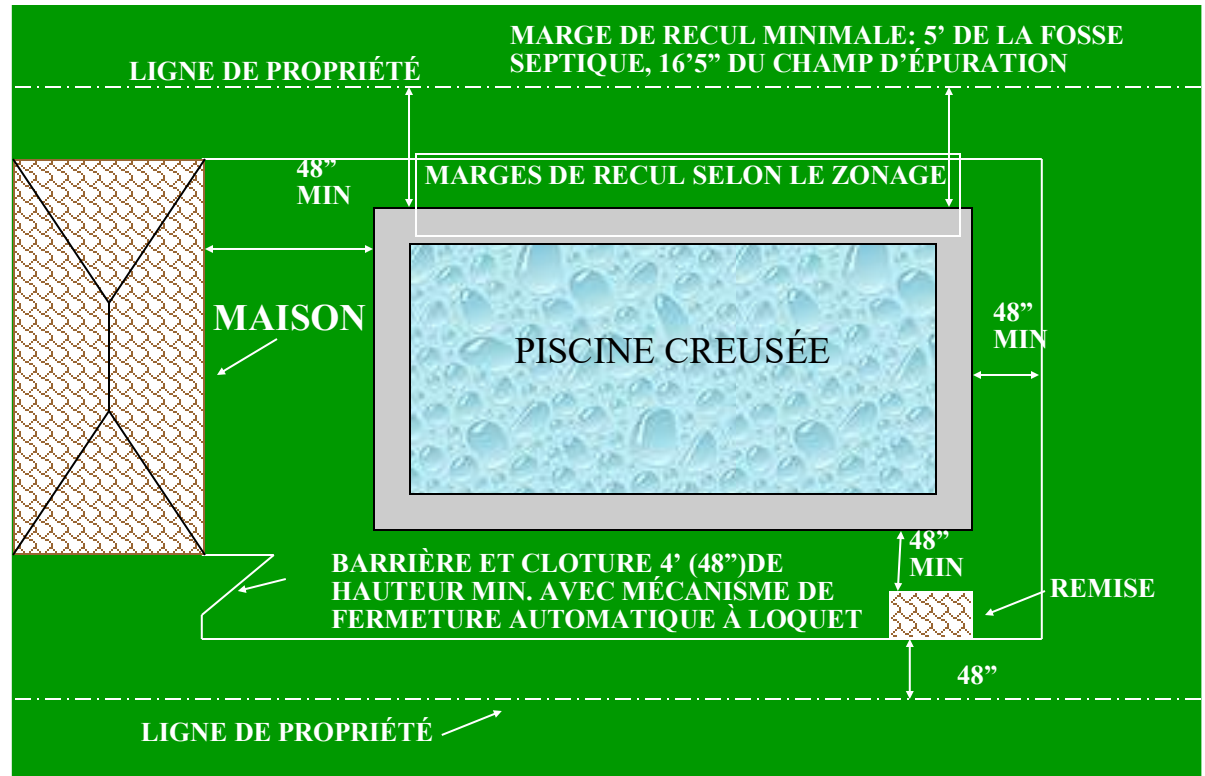 MARGE DE RECUL MINIMALE: 5’ DE LA FOSSE
SEPTIQUE, 16’5” DU CHAMP D’ÉPURATION
LIGNE DE PROPRIÉTÉ
48”
MIN
MARGES DE RECUL SELON LE ZONAGE
MAISON
PISCINE CREUSÉE
48”
MIN
BARRIÈRE ET CLOTURE 4’ (48”)DE
HAUTEUR MIN. AVEC MÉCANISME DE
FERMETURE AUTOMATIQUE À LOQUET
48”
MIN
REMISE
48”
LIGNE DE PROPRIÉTÉ